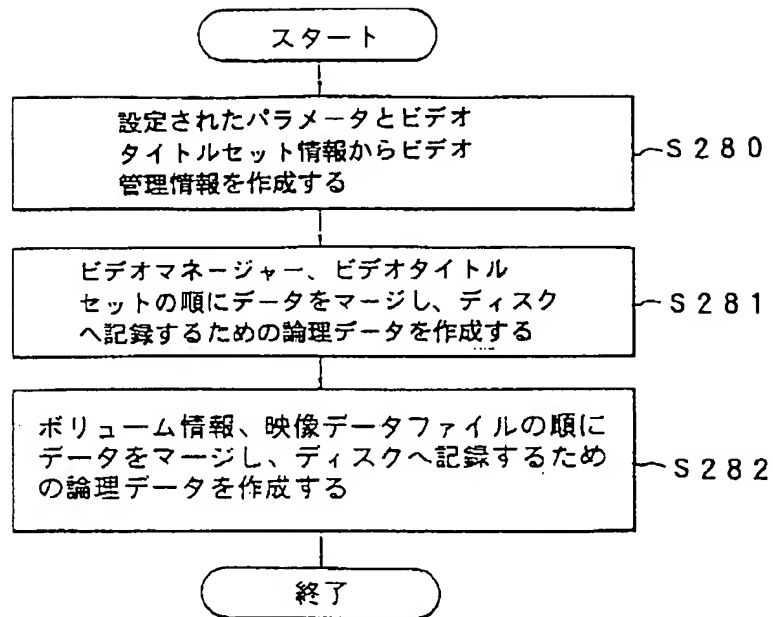 スタート
設定されたパラメータとビデオ
タイトルセット情報からビデオ
管理情報を作成する
S280
ビデオマネージャー、ビデオタイトル
セットの順にデータをマージし、ディスク
へ記録するための論理データを作成する
S281
ボリューム情報、映像データファイルの順に
データをマージし、ディスクへ記録するため
の論理データを作成する
S282
終了